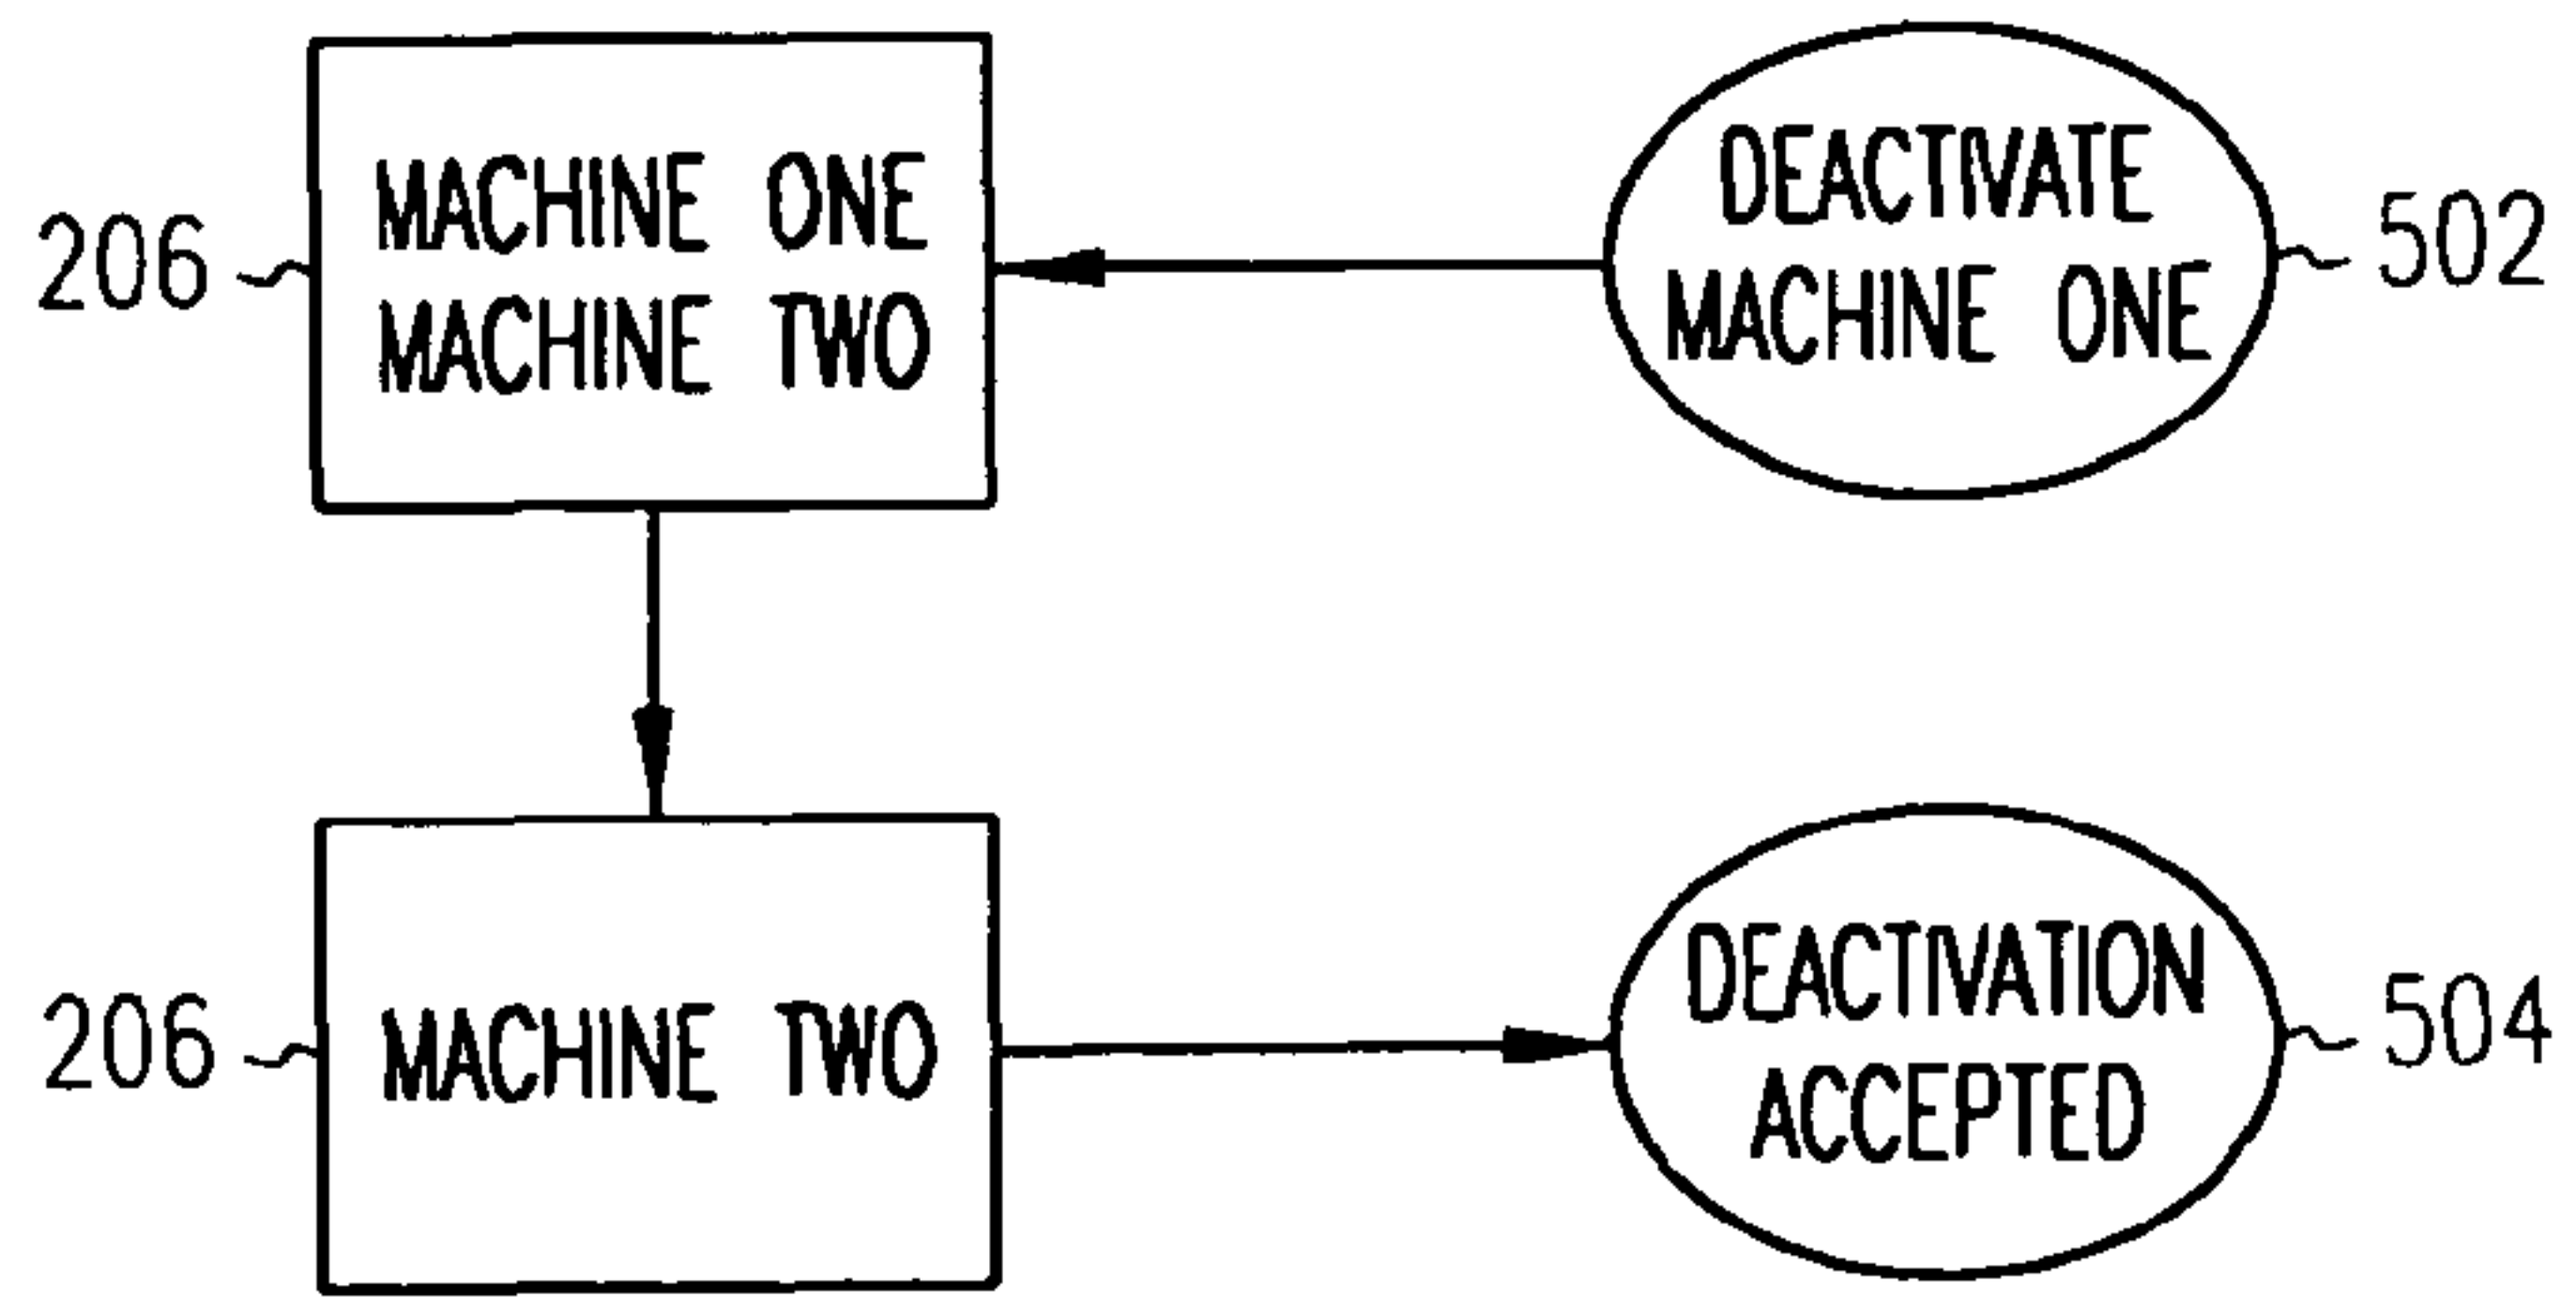 206
MACHINE ONE
MACHINE TWO
DEACTIVATE
MACHINE ONE
502
206
MACHINE TWO
DEACTIVATION
ACCEPTED
504